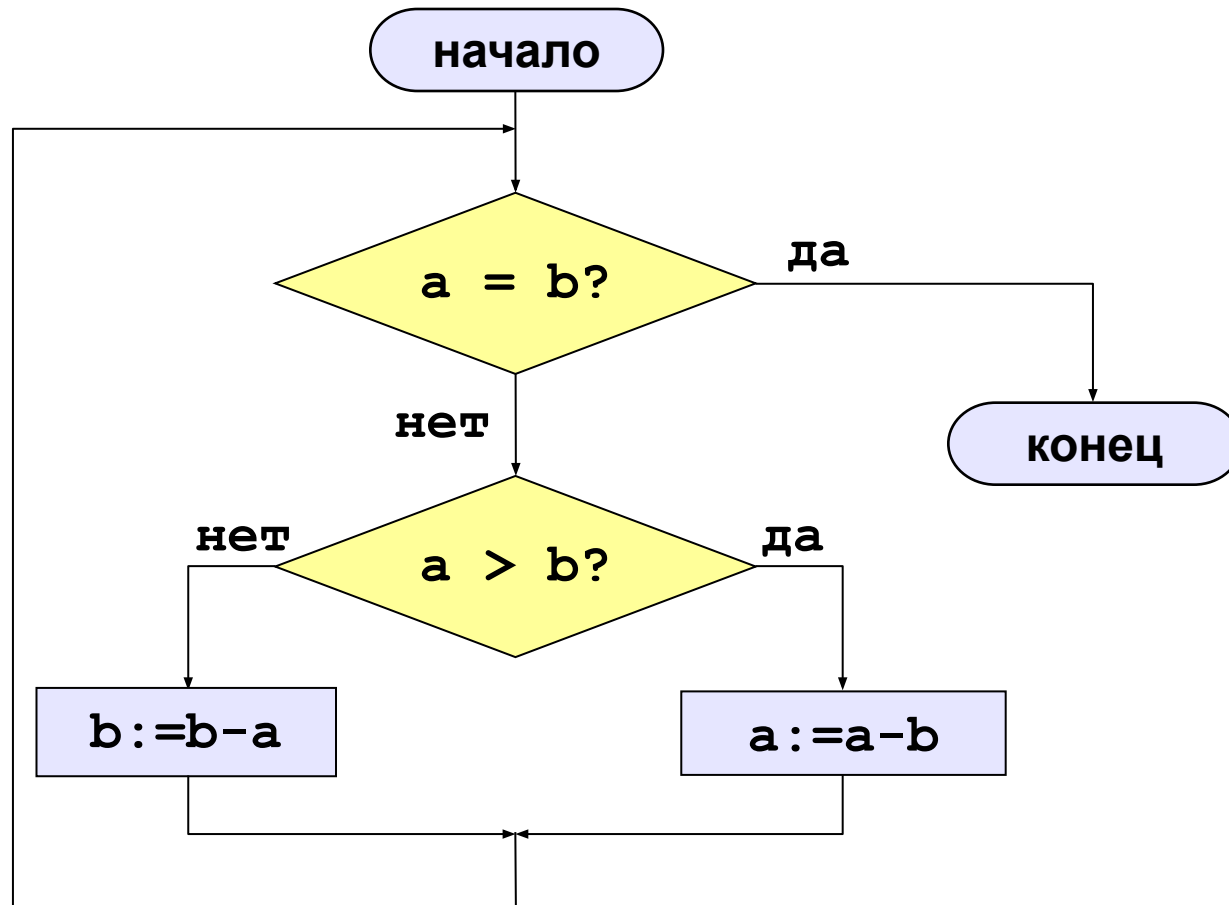 начало
a = b?
да
нет
конец
нет
a > b?
да
b:=b-a
a:=a-b